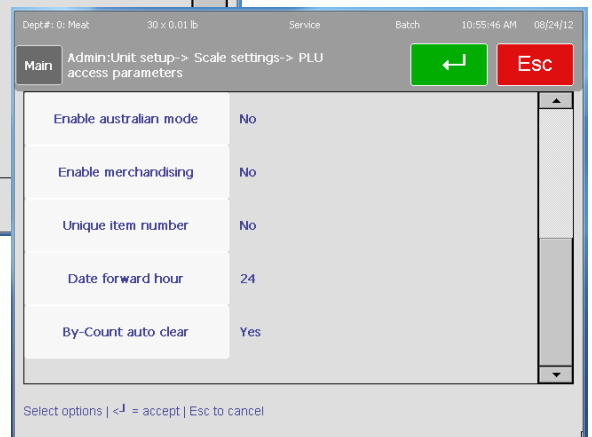 Dept#: 0: Meat 30 x 0.01 lb Service Batch 10:55:46 AM 08/24/12
Main Admin:Unit setup-> Scale settings-> PLU
access parameters
Esc
Enable australian mode No
Enable merchandising No
Unique item number No
Date forward hour 24
By-Count auto clear Yes
Select options | <┘ = accept | Esc to cancel